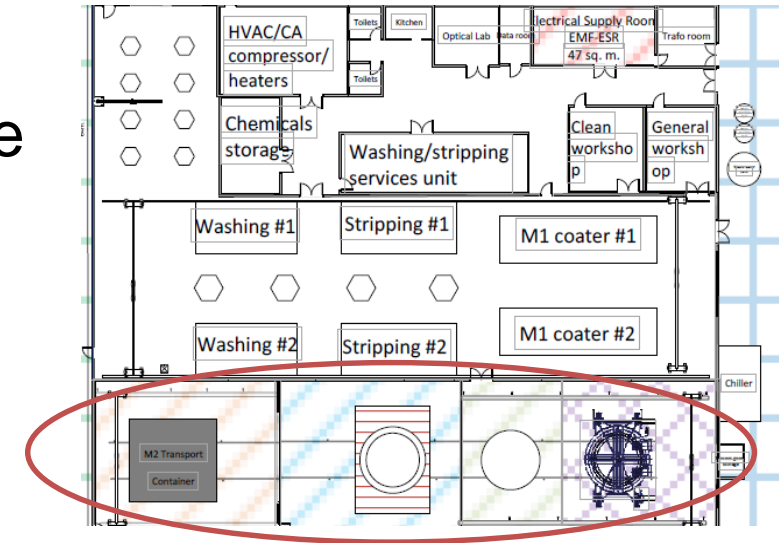 HVAC/CA
compressor/
heaters
Toilets
Kitchen
Optical Lab
Data room
Electrical Supply Room
EMF-ESR
47 sq. m.
Trafo room
Toilets
e
Chemicals
storage
Washing/stripping
services unit
Clean
worksho
p
General
worksh
op
Washing #1
Stripping #1
M1 coater #1
Washing #2
Stripping #2
M1 coater #2
Chiller
M2 Transport
Container